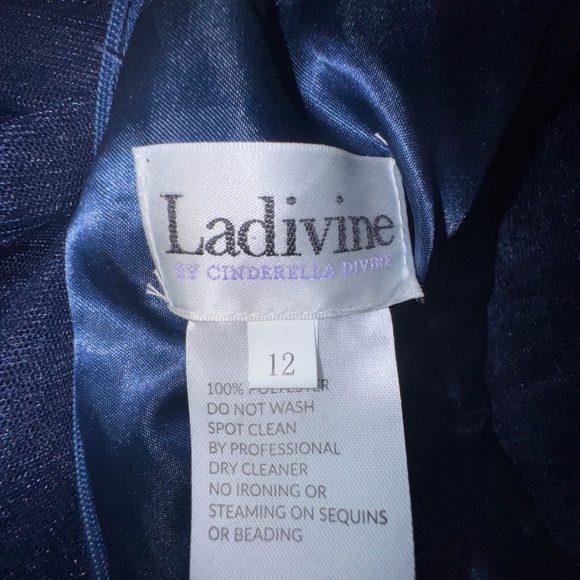 Ladivine
BY CINDERELLA DIVINE
12
100% POLYESTER
DO NOT WASH
SPOT CLEAN
BY PROFESSIONAL
DRY CLEANER
NO IRONING OR
STEAMING ON SEQUINS
OR BEADING